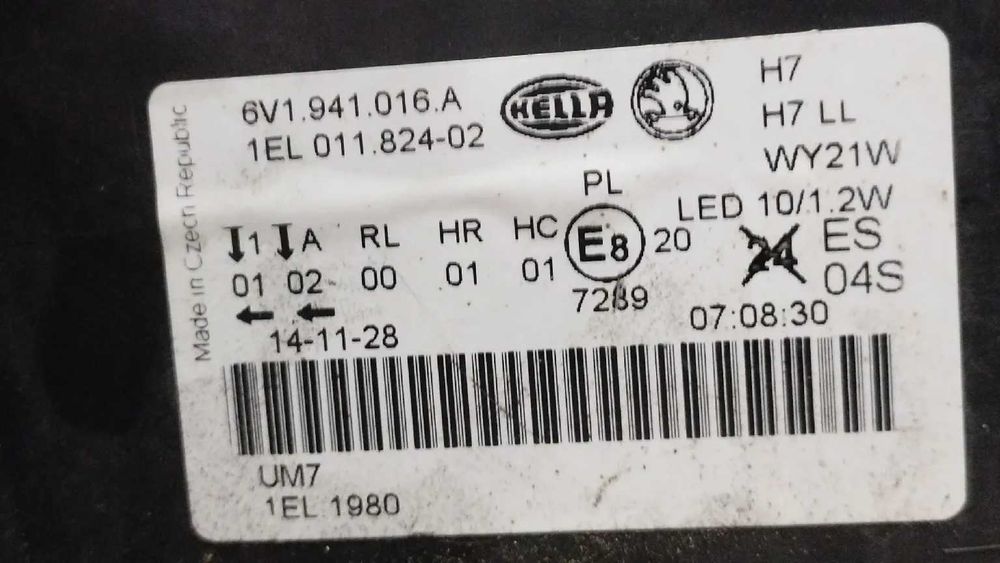 Made in Czech Republic
6V1.941.016.A
1EL 011.824-02
HELLA
H7
H7 LL
WY21W
LED 10/1.2W
PL
1 A RL HR HC E8 20 24 ES
01 02 00 01 01 04S
7289
14-11-28
07:08:30
UM7
1EL 1980